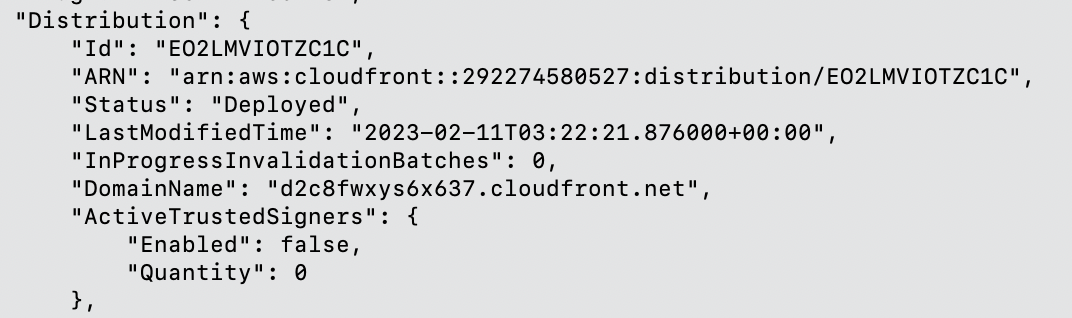 "Distribution": {
"Id": "EO2LMVIOTZC1C",
"ARN": "arn:aws:cloudfront::292274580527:distribution/EO2LMVIOTZC1C",
"Status": "Deployed",
"LastModifiedTime": "2023-02-11T03:22:21.876000+00:00",
"InProgressInvalidationBatches": 0,
"DomainName": "d2c8fwxys6x637.cloudfront.net",
"ActiveTrustedSigners": {
"Enabled": false,
"Quantity": 0
},